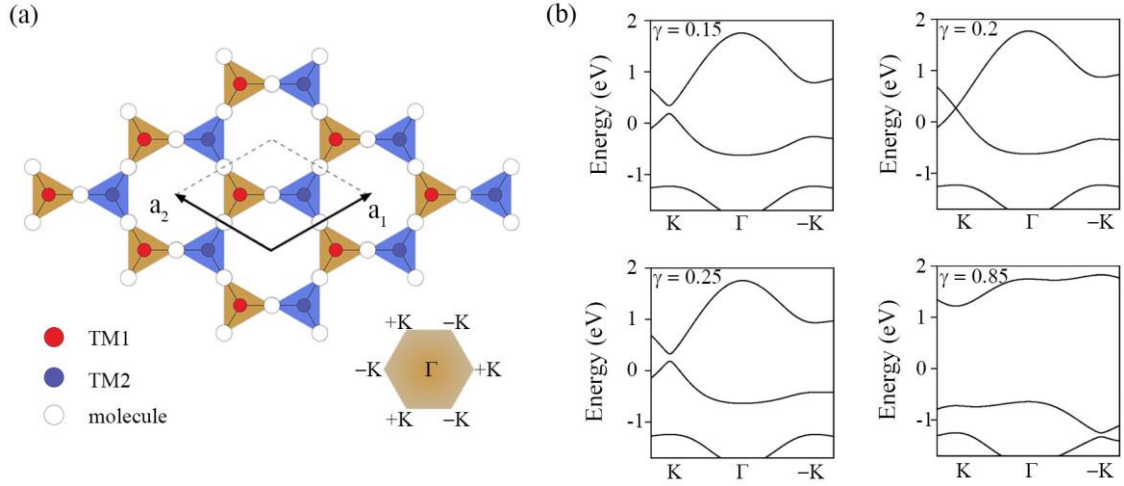 (a)
a₂
a₁
TM1
TM2
molecule
+K −K
−K Γ +K
+K −K
(b)
γ = 0.15
Energy (eV)
2
1
0
-1
K Γ −K
γ = 0.2
Energy (eV)
2
1
0
-1
K Γ −K
γ = 0.25
Energy (eV)
2
1
0
-1
K Γ −K
γ = 0.85
Energy (eV)
2
1
0
-1
K Γ −K